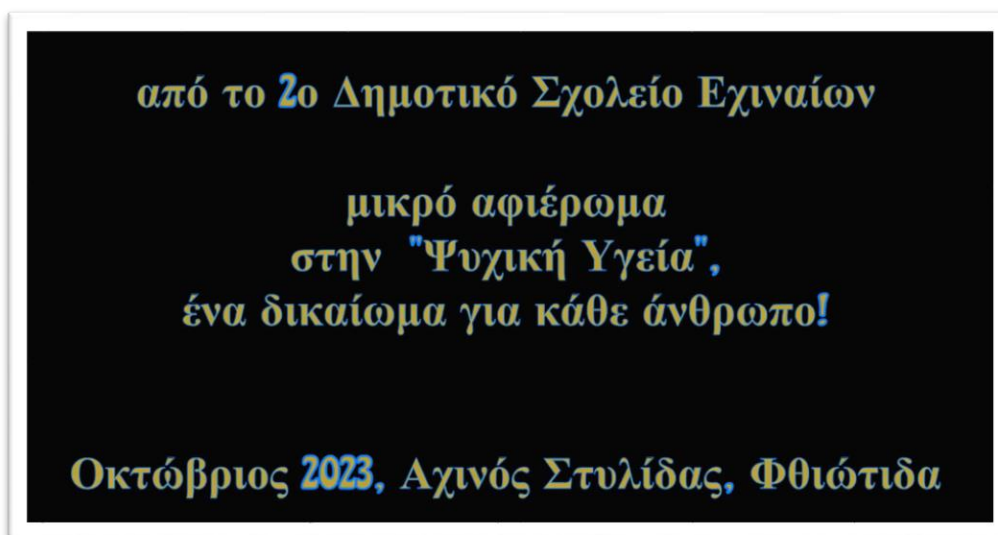 από το 2ο Δημοτικό Σχολείο Εχιναίων
μικρό αφιέρωμα
στην "Ψυχική Υγεία",
ένα δικαίωμα για κάθε άνθρωπο!
Οκτώβριος 2023, Αχινός Στυλίδας, Φθιώτιδα